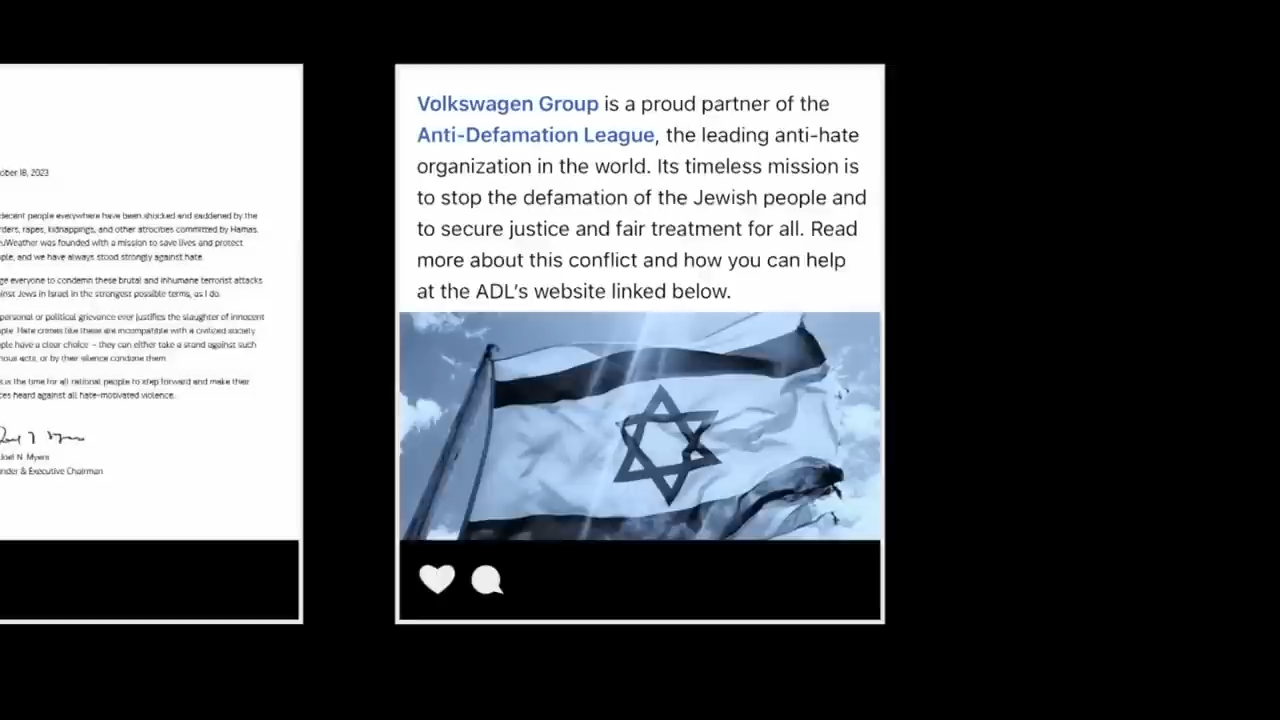 ober 18, 2023
decent people everywhere have been shocked and saddened by the
rders, rapes, kidnappings, and other atrocities committed by Hamas.
uWeather was founded with a mission to save lives and protect
ple, and we have always stood strongly against hate.
ge everyone to condemn these brutal and inhumane terrorist attacks
inst Jews in Israel in the strongest possible terms, as I do.
personal or political grievance ever justifies the slaughter of innocent
ple. Hate crimes like these are incompatible with a civilized society
ple have a clear choice – they can either take a stand against such
nous acts, or by their silence condone them.
s is the time for all rational people to step forward and make their
ces heard against all hate-motivated violence.
Joel N. Myers
nder & Executive Chairman
Volkswagen Group is a proud partner of the
Anti-Defamation League, the leading anti-hate
organization in the world. Its timeless mission is
to stop the defamation of the Jewish people and
to secure justice and fair treatment for all. Read
more about this conflict and how you can help
at the ADL's website linked below.